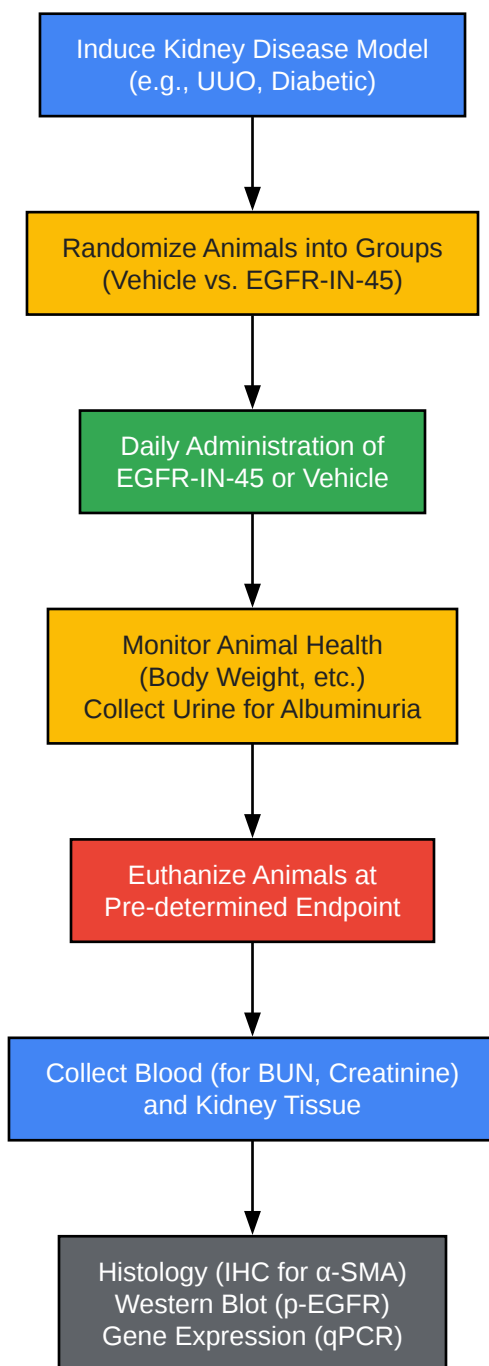 Induce Kidney Disease Model
(e.g., UUO, Diabetic)
Randomize Animals into Groups
(Vehicle vs. EGFR-IN-45)
Daily Administration of
EGFR-IN-45 or Vehicle
Monitor Animal Health
(Body Weight, etc.)
Collect Urine for Albuminuria
Euthanize Animals at
Pre-determined Endpoint
Collect Blood (for BUN, Creatinine)
and Kidney Tissue
Histology (IHC for α-SMA)
Western Blot (p-EGFR)
Gene Expression (qPCR)